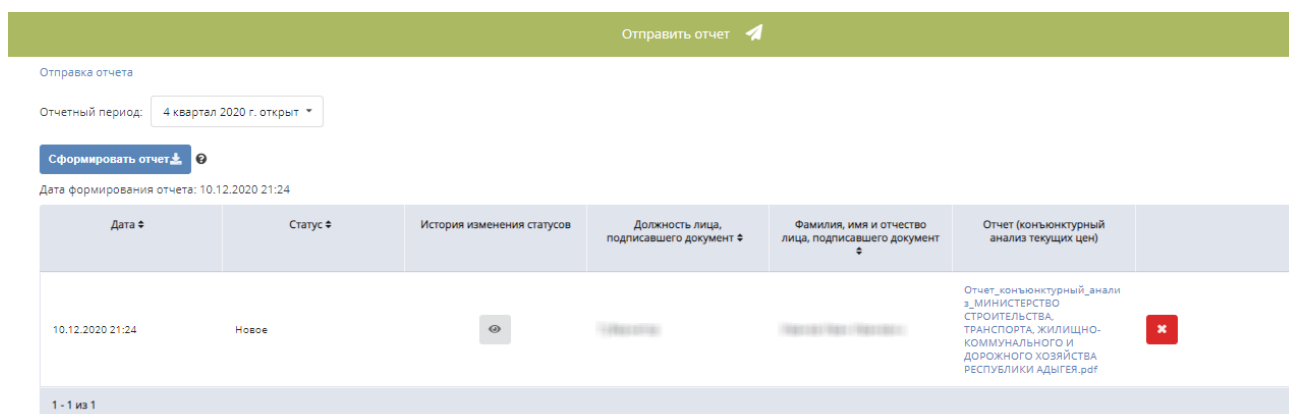 Отправить отчет
Отправка отчета
Отчетный период: 4 квартал 2020 г. открыт
Сформировать отчет
Дата формирования отчета: 10.12.2020 21:24
Дата Статус История изменения статусов Должность лица, Фамилия, имя и отчество Отчет (конъюнктурный
подписавшего документ лица, подписавшего документ анализ текущих цен)
10.12.2020 21:24 Новое
Отчет_конъюнктурный_анали
з_МИНИСТЕРСТВО
СТРОИТЕЛЬСТВА,
ТРАНСПОРТА, ЖИЛИЩНО-
КОММУНАЛЬНОГО И
ДОРОЖНОГО ХОЗЯЙСТВА
РЕСПУБЛИКИ АДЫГЕЯ.pdf
1 - 1 из 1